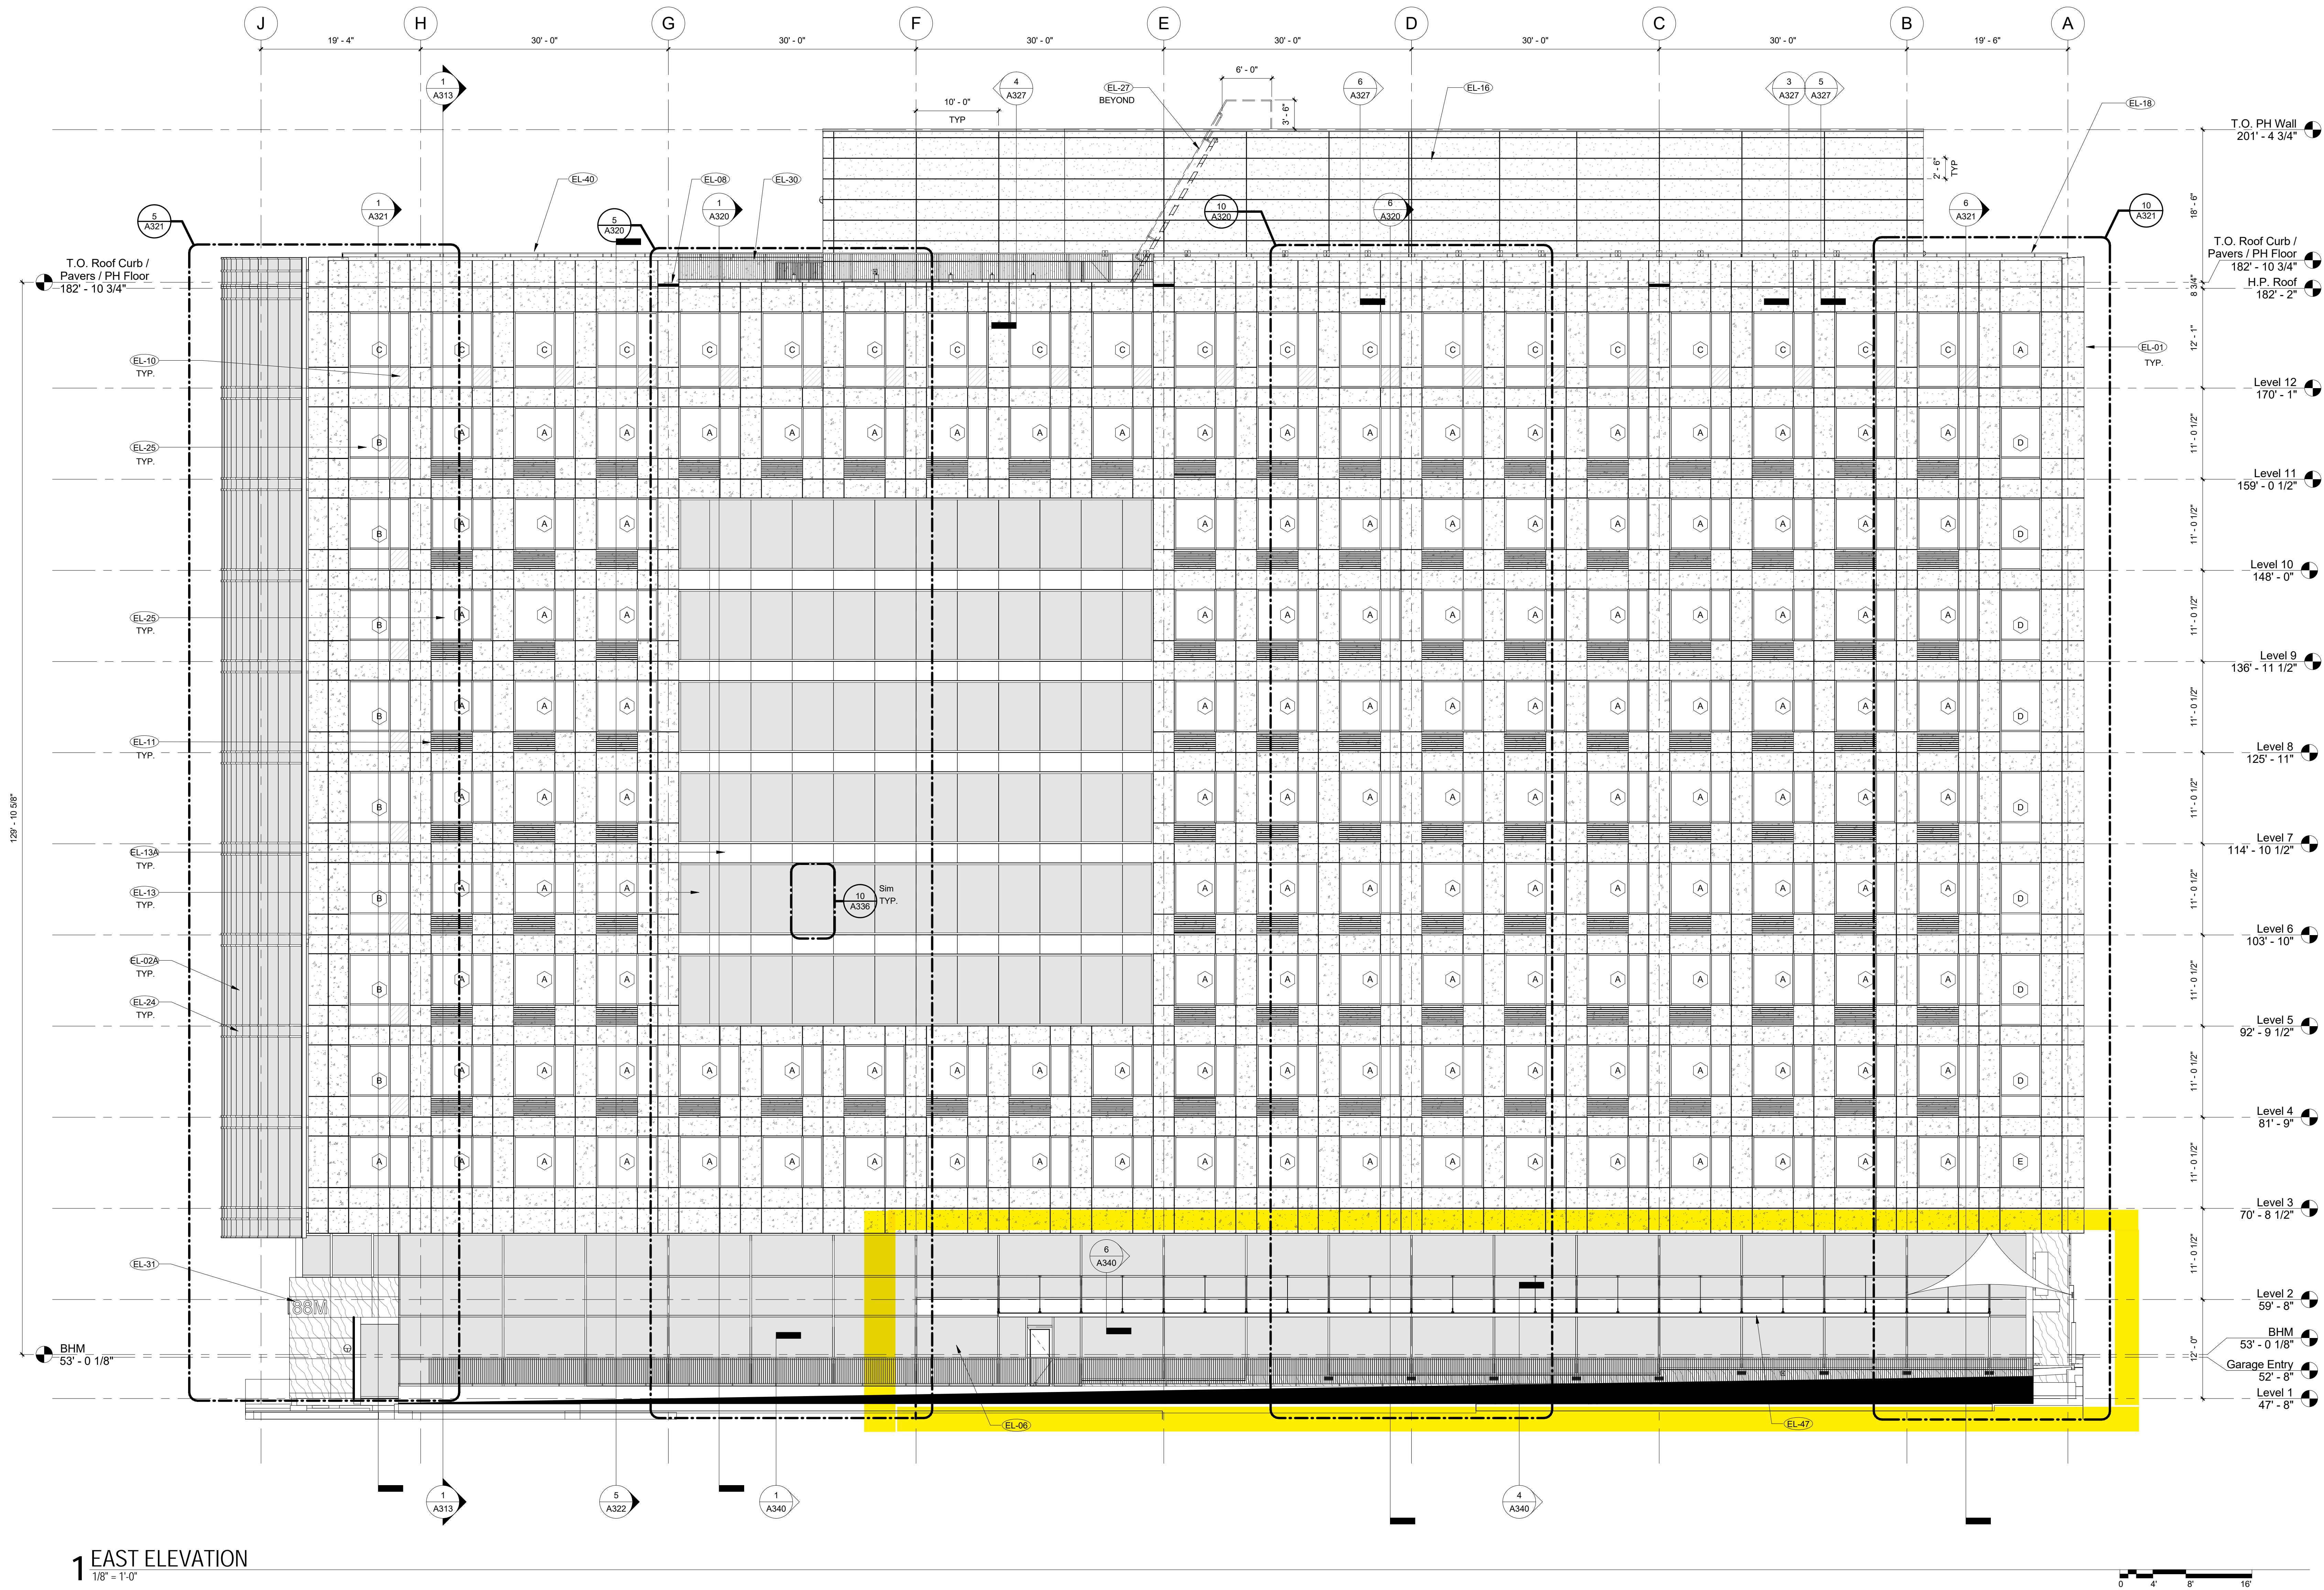 J H G F E D C B A
19' - 4" 30' - 0" 30' - 0" 30' - 0" 30' - 0" 30' - 0" 30' - 0" 19' - 6"
6' - 0"
1
A313
4
A327
EL-27
BEYOND
6
A327
EL-16
3
A327
5
A327
EL-18
10' - 0"
TYP
3' - 6"
T.O. PH Wall
201' - 4 3/4"
2' - 6"
TYP
EL-40
EL-08
EL-30
18' - 6"
5
A321
1
A321
5
A320
1
A320
10
A320
6
A320
6
A321
10
A321
T.O. Roof Curb /
Pavers / PH Floor
182' - 10 3/4"
T.O. Roof Curb /
Pavers / PH Floor
182' - 10 3/4"
8 3/4"
H.P. Roof
182' - 2"
EL-10
TYP.
C C C C C C C C C C C C C C C C C C C C A
EL-01
TYP.
12' - 1"
Level 12
170' - 1"
EL-25
TYP.
B A A A A A A A A A A A A A A A A A A A D
11' - 0 1/2"
Level 11
159' - 0 1/2"
B A A A A A A A A A A A A A D
11' - 0 1/2"
Level 10
148' - 0"
EL-25
TYP.
B A A A A A A A A A A A A A D
11' - 0 1/2"
Level 9
136' - 11 1/2"
B A A A A A A A A A A A A A D
11' - 0 1/2"
EL-11
TYP.
Level 8
125' - 11"
129' - 10 5/8"
B A A A A A A A A A A A A A D
11' - 0 1/2"
Level 7
114' - 10 1/2"
EL-13A
TYP.
EL-13
TYP.
B A A A A A A A A A A A A A D
10
A336
Sim
TYP.
11' - 0 1/2"
Level 6
103' - 10"
EL-02A
TYP.
B A A A A A A A A A A A A A D
11' - 0 1/2"
EL-24
TYP.
Level 5
92' - 9 1/2"
B A A A A A A A A A A A A A A A A A A A D
11' - 0 1/2"
Level 4
81' - 9"
A A A A A A A A A A A A A A A A A A A A E
11' - 0 1/2"
Level 3
70' - 8 1/2"
EL-31
6
A340
11' - 0 1/2"
88M
Level 2
59' - 8"
BHM
53' - 0 1/8"
BHM
53' - 0 1/8"
12' - 0"
Garage Entry
52' - 8"
Level 1
47' - 8"
EL-06
EL-47
1
A313
5
A322
1
A340
4
A340
1 EAST ELEVATION
1/8" = 1'-0"
0 4' 8' 16'